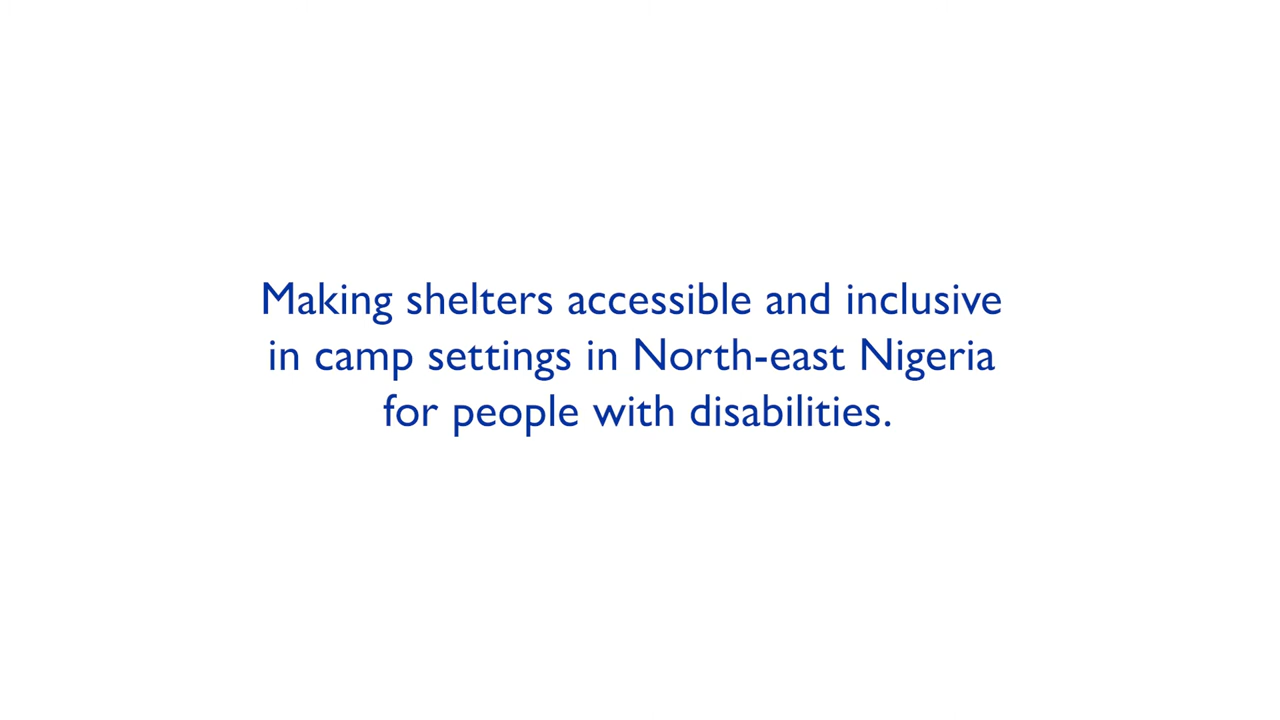 Making shelters accessible and inclusive
in camp settings in North-east Nigeria
for people with disabilities.